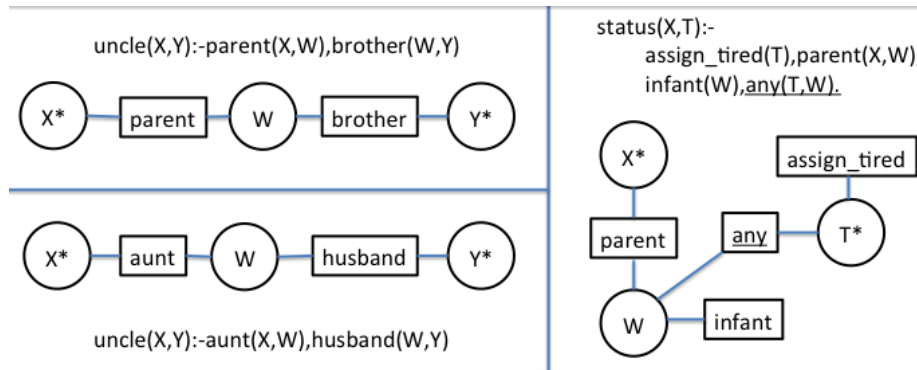 uncle(X,Y):-parent(X,W),brother(W,Y)
X* parent W brother Y*
X* aunt W husband Y*
uncle(X,Y):-aunt(X,W),husband(W,Y)
status(X,T):-
assign_tired(T),parent(X,W),
infant(W),any(T,W).
X*
assign_tired
parent
any
T*
W
infant